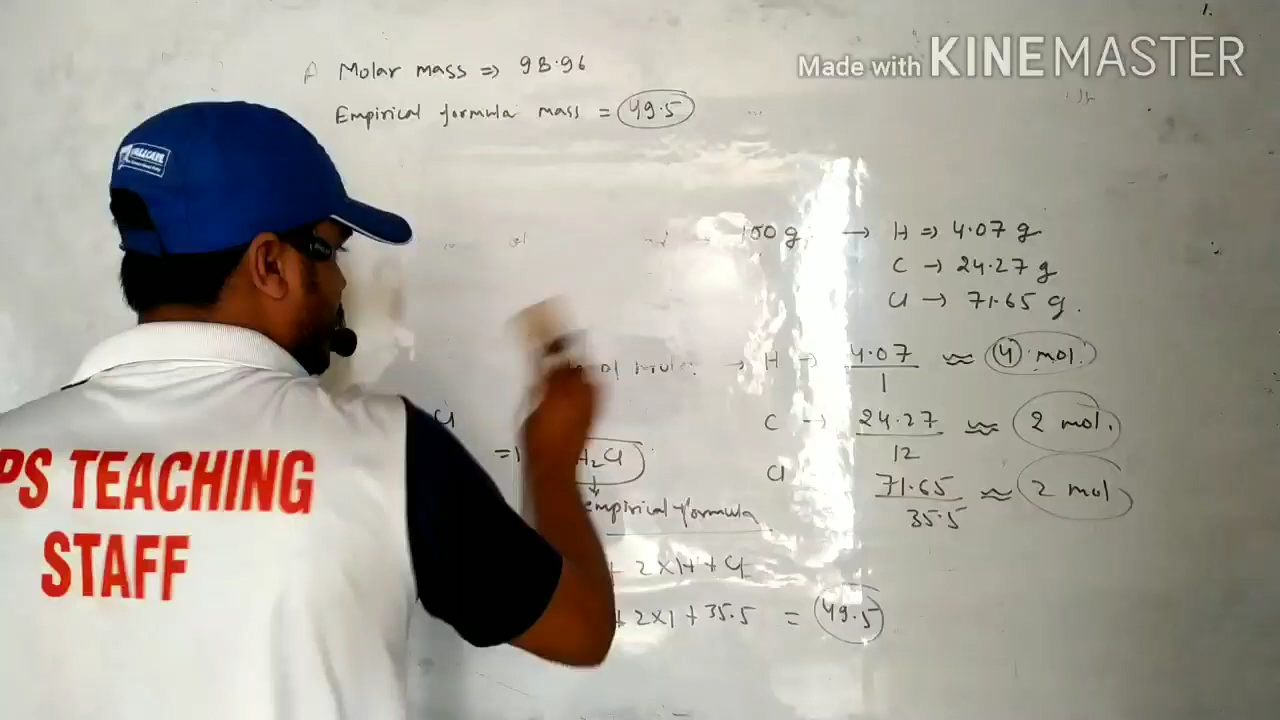 Made with KINEMASTER
Molar mass ⇒ 98.96
Empirical formula mass = 49.5
100 g → H ⇒ 4.07 g
C → 24.27 g
Cl → 71.65 g.
of mole → H → 4.07 / 1 ≈ 4 mol.
C → 24.27 / 12 ≈ 2 mol.
Cl 71.65 / 35.5 ≈ 2 mol
Cl
= H₂Cl
↓
empirical formula
+ 2×1+ + Cl
+ 2×1 + 35.5 = 49.5
PS TEACHING
STAFF